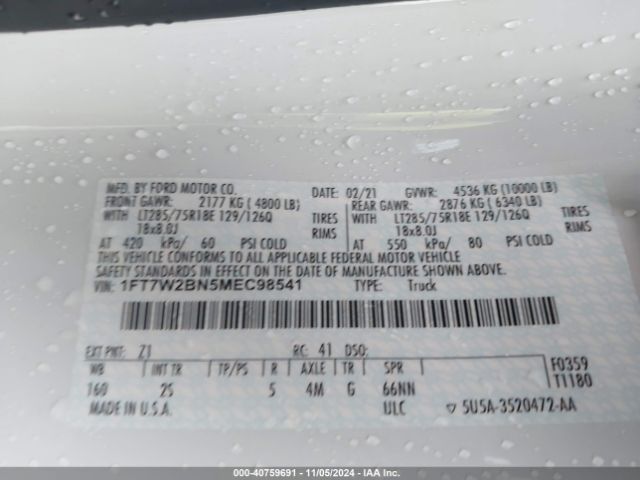 MFD. BY FORD MOTOR CO. DATE: 02/21 GVWR: 4536 KG (10000 LB)
FRONT GAWR: 2177 KG ( 4800 LB) REAR GAWR: 2876 KG ( 6340 LB)
WITH LT285/75R18E 129/126Q TIRES WITH LT285/75R18E 129/126Q TIRES
18x8.0J RIMS 18x8.0J RIMS
AT 420 kPa/ 60 PSI COLD AT 550 kPa/ 80 PSI COLD
THIS VEHICLE CONFORMS TO ALL APPLICABLE FEDERAL MOTOR VEHICLE
SAFETY STANDARDS IN EFFECT ON THE DATE OF MANUFACTURE SHOWN ABOVE.
VIN: 1FT7W2BN5MEC98541 TYPE: Truck
EXT PNT: Z1 RC: 41 DSO:
WB INT TR TP/PS R AXLE TR SPR F0359
160 2S 5 4M G 66NN T1180
MADE IN U.S.A. ULC 5U5A-3520472-AA
000-40759691 - 11/05/2024 - IAA Inc.